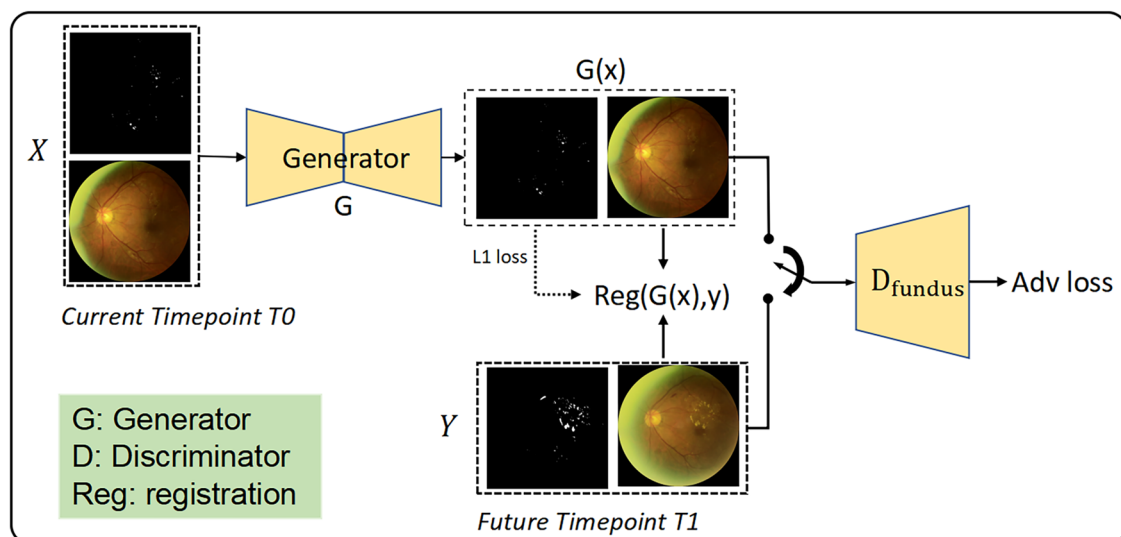 X
Current Timepoint T0
Generator
G
G(x)
L1 loss
Reg(G(x),y)
Y
Future Timepoint T1
D_fundus
Adv loss
G: Generator
D: Discriminator
Reg: registration